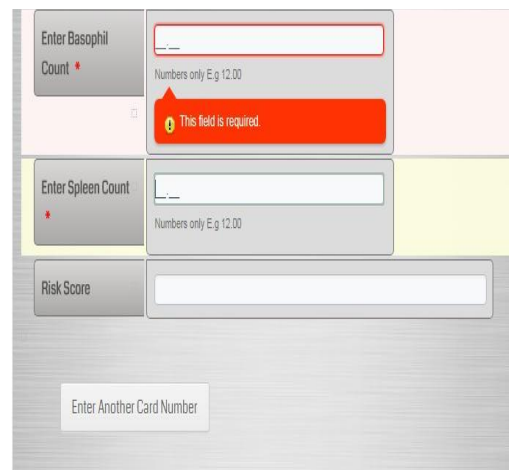 Enter Basophil
Count *
__.__
Numbers only E.g 12.00
This field is required.
Enter Spleen Count
*
__.__
Numbers only E.g 12.00
Risk Score
Enter Another Card Number